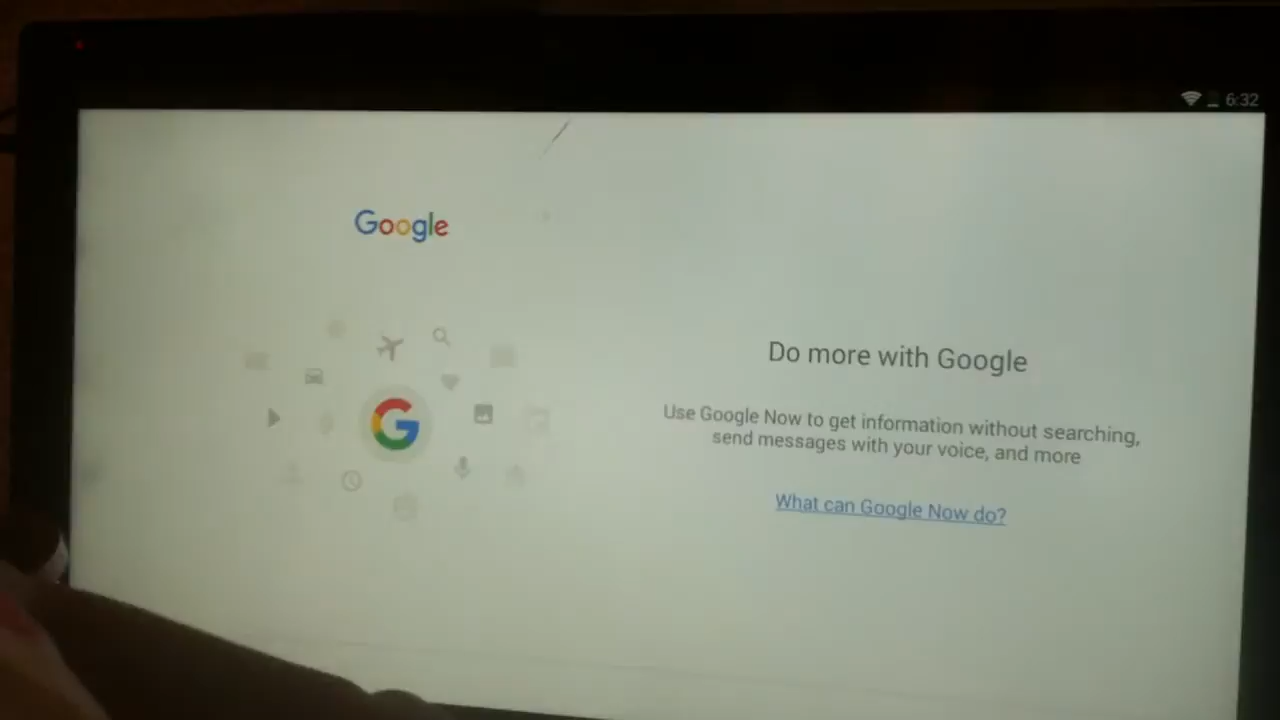 6:32
Google
Do more with Google
Use Google Now to get information without searching,
send messages with your voice, and more
What can Google Now do?